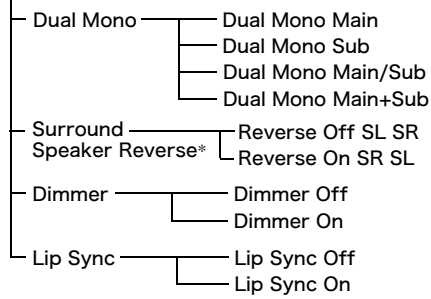 Dual Mono
Dual Mono Main
Dual Mono Sub
Dual Mono Main/Sub
Dual Mono Main+Sub
Surround
Speaker Reverse*
Reverse Off SL SR
Reverse On SR SL
Dimmer
Dimmer Off
Dimmer On
Lip Sync
Lip Sync Off
Lip Sync On